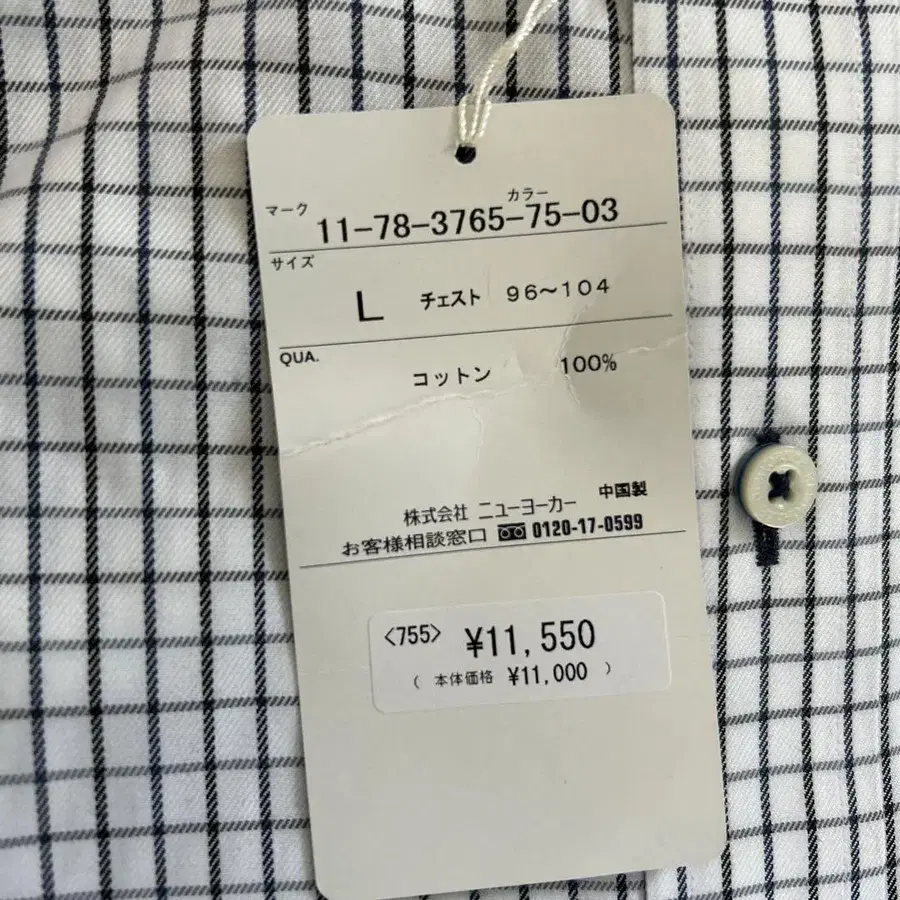 マーク カラー
11-78-3765-75-03
サイズ
L チェスト 96〜104
QUA.
コットン 100%
株式会社 ニューヨーカー 中国製
お客様相談窓口 0120-17-0599
〈755〉 ¥11,550
( 本体価格 ¥11,000 )